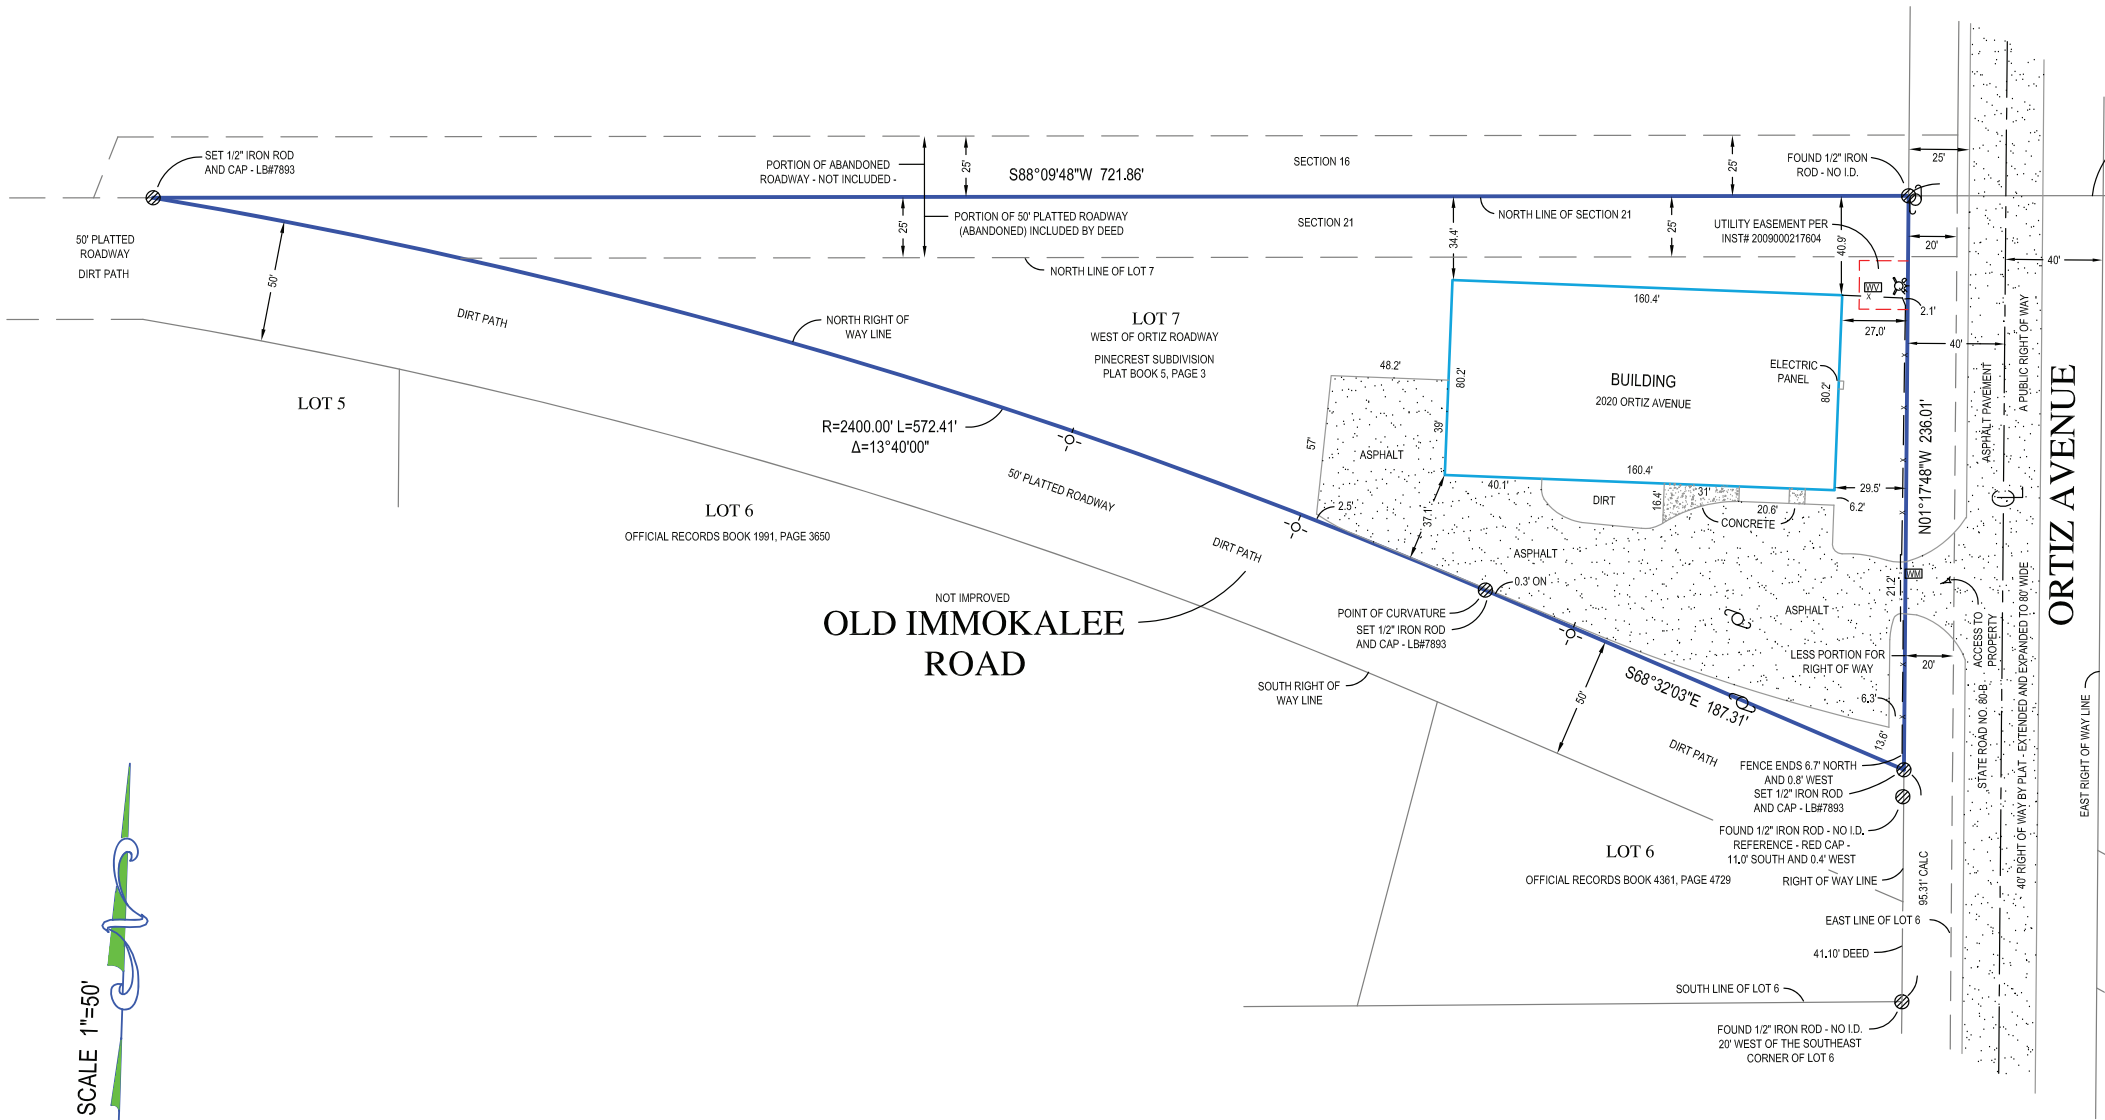 SET 1/2" IRON ROD
AND CAP - LB#7893
PORTION OF ABANDONED
ROADWAY - NOT INCLUDED -
25'
S88°09'48"W 721.86'
SECTION 16
25'
FOUND 1/2" IRON
ROD - NO I.D.
25'
50' PLATTED
ROADWAY
DIRT PATH
50'
25'
PORTION OF 50' PLATTED ROADWAY
(ABANDONED) INCLUDED BY DEED
SECTION 21
NORTH LINE OF SECTION 21
34.4'
25'
UTILITY EASEMENT PER
INST# 2009000217604
40.9'
20'
40'
NORTH LINE OF LOT 7
DIRT PATH
NORTH RIGHT OF
WAY LINE
LOT 7
WEST OF ORTIZ ROADWAY
PINECREST SUBDIVISION
PLAT BOOK 5, PAGE 3
160.4'
WV
X
2.1'
27.0'
40'
48.2'
80.2'
BUILDING
2020 ORTIZ AVENUE
ELECTRIC
PANEL
80.2'
LOT 5
R=2400.00' L=572.41'
Δ=13°40'00"
57'
39'
ASPHALT
160.4'
40.1'
29.5'
6.2'
N01°17'48"W 236.01'
ASPHALT PAVEMENT
A PUBLIC RIGHT OF WAY
ORTIZ AVENUE
50' PLATTED ROADWAY
2.5'
37.1'
DIRT
16.4'
31'
20.6'
CONCRETE
LOT 6
OFFICIAL RECORDS BOOK 1991, PAGE 3650
DIRT PATH
ASPHALT
0.3' ON
WM
21.2'
ASPHALT
NOT IMPROVED
OLD IMMOKALEE
ROAD
POINT OF CURVATURE
SET 1/2" IRON ROD
AND CAP - LB#7893
LESS PORTION FOR
RIGHT OF WAY
20'
ACCESS TO
PROPERTY
STATE ROAD NO. 80-B
40' RIGHT OF WAY BY PLAT - EXTENDED AND EXPANDED TO 80' WIDE
EAST RIGHT OF WAY LINE
SOUTH RIGHT OF
WAY LINE
50'
S68°32'03"E 187.31'
6.3'
13.6'
DIRT PATH
FENCE ENDS 6.7' NORTH
AND 0.8' WEST
SET 1/2" IRON ROD
AND CAP - LB#7893
FOUND 1/2" IRON ROD - NO I.D.
REFERENCE - RED CAP -
11.0' SOUTH AND 0.4' WEST
LOT 6
OFFICIAL RECORDS BOOK 4361, PAGE 4729
RIGHT OF WAY LINE
95.31' CALC
EAST LINE OF LOT 6
41.10' DEED
SOUTH LINE OF LOT 6
FOUND 1/2" IRON ROD - NO I.D.
20' WEST OF THE SOUTHEAST
CORNER OF LOT 6
SCALE 1"=50'